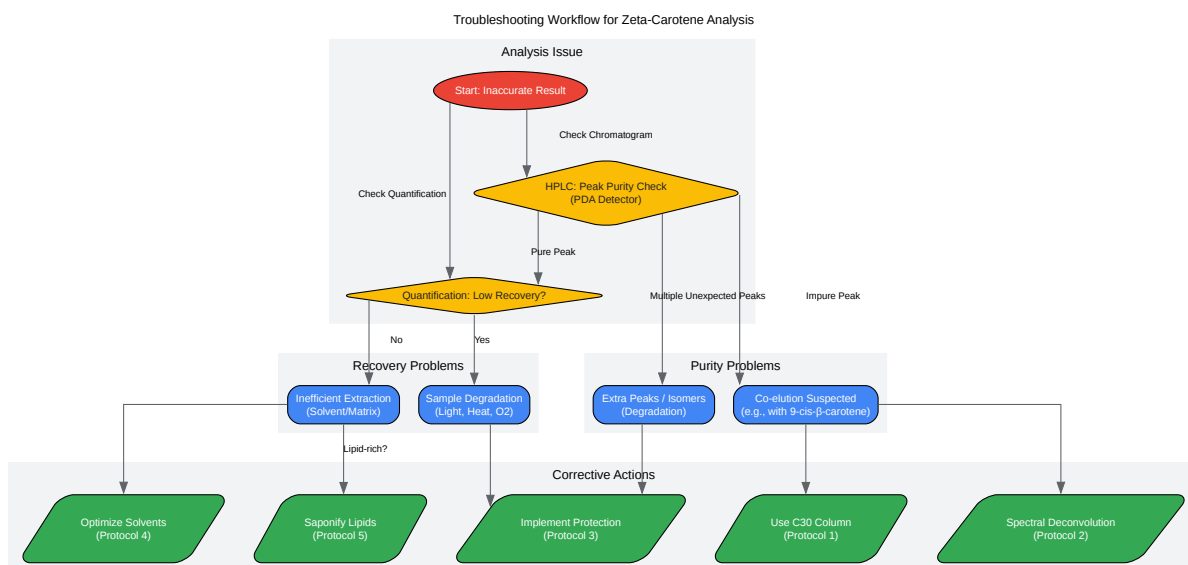 Troubleshooting Workflow for Zeta-Carotene Analysis
Analysis Issue
Start: Inaccurate Result
Check Chromatogram
HPLC: Peak Purity Check
(PDA Detector)
Check Quantification
Pure Peak
Quantification: Low Recovery?
Multiple Unexpected Peaks
Impure Peak
No
Yes
Recovery Problems
Purity Problems
Inefficient Extraction
(Solvent/Matrix)
Sample Degradation
(Light, Heat, O2)
Extra Peaks / Isomers
(Degradation)
Co-elution Suspected
(e.g., with 9-cis-β-carotene)
Lipid-rich?
Corrective Actions
Optimize Solvents
(Protocol 4)
Saponify Lipids
(Protocol 5)
Implement Protection
(Protocol 3)
Use C30 Column
(Protocol 1)
Spectral Deconvolution
(Protocol 2)